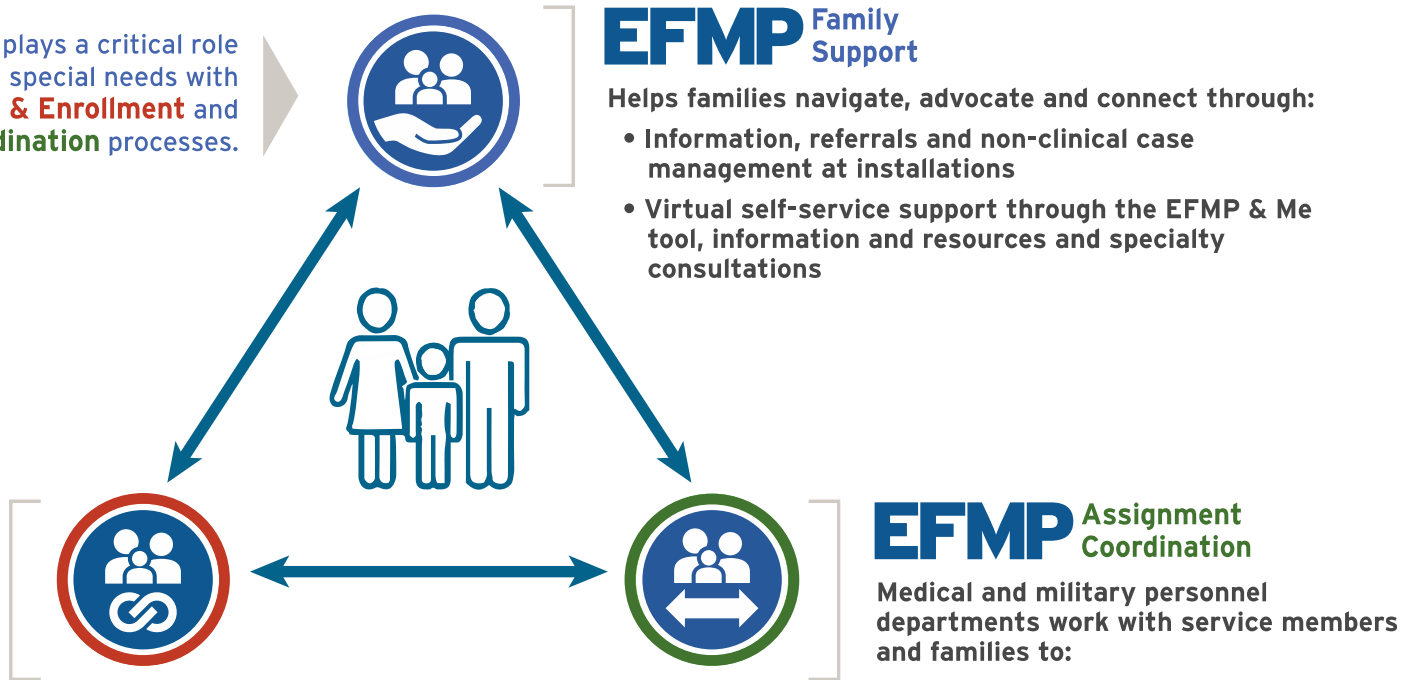 plays a critical role
special needs with
& Enrollment and
dination processes.
EFMP Family
Support
Helps families navigate, advocate and connect through:
• Information, referrals and non-clinical case
management at installations
• Virtual self-service support through the EFMP & Me
tool, information and resources and specialty
consultations
EFMP Assignment
Coordination
Medical and military personnel
departments work with service members
and families to: